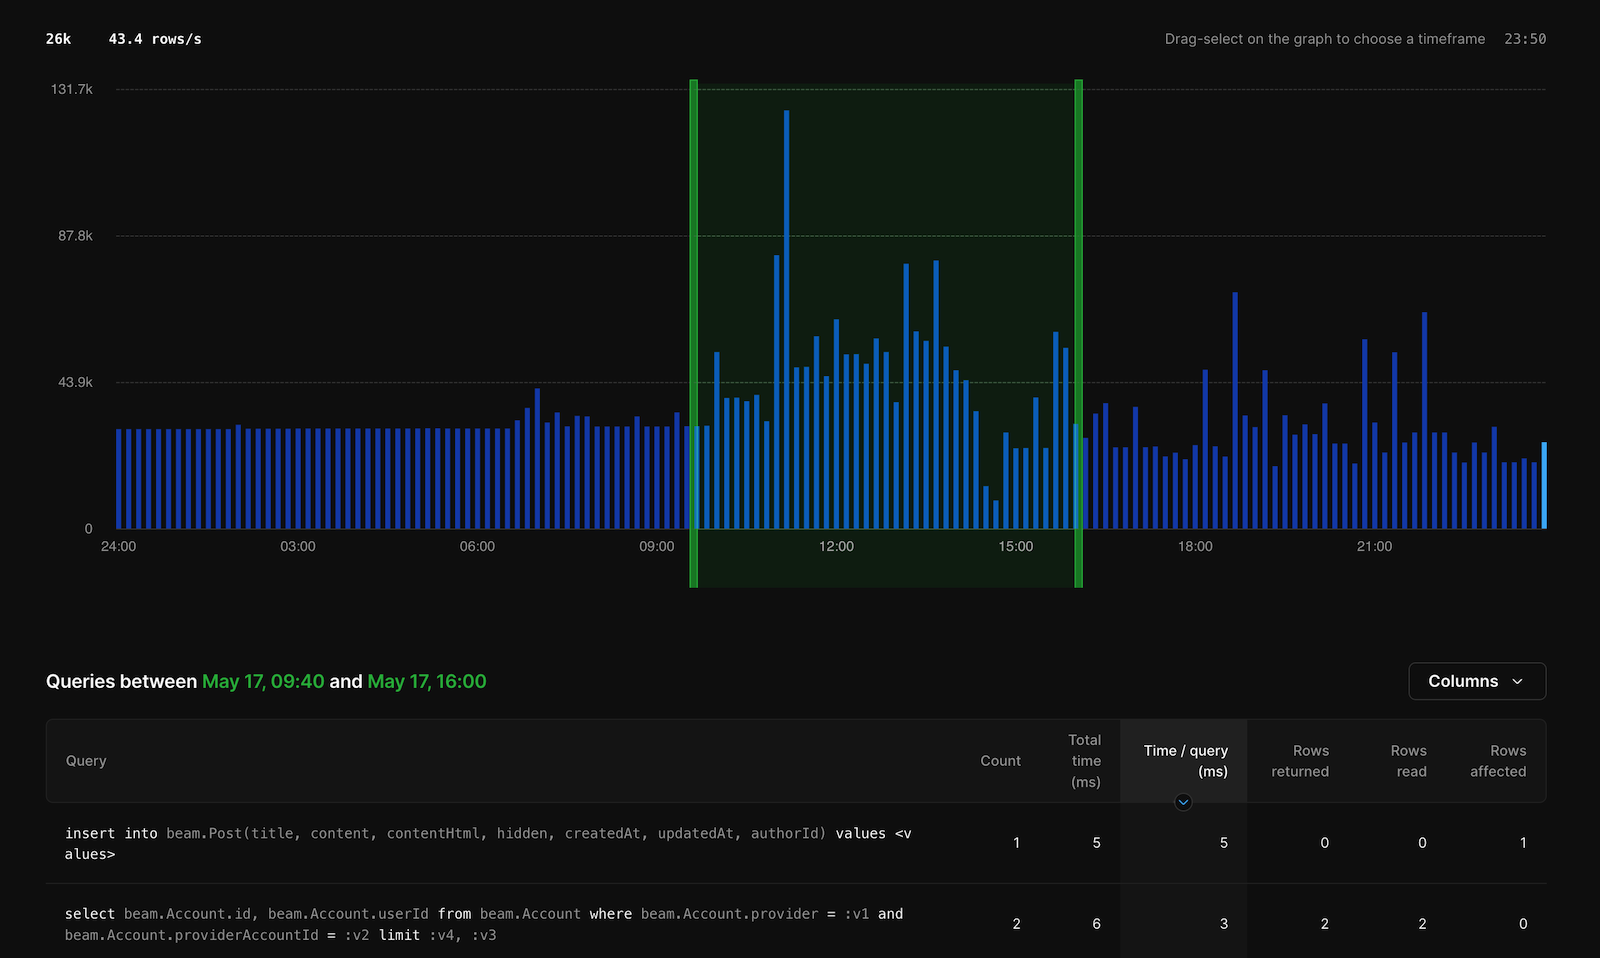 26k 43.4 rows/s Drag-select on the graph to choose a timeframe 23:50
131.7k
87.8k
43.9k
0
24:00 03:00 06:00 09:00 12:00 15:00 18:00 21:00
Queries between May 17, 09:40 and May 17, 16:00 Columns
Query Count Total time (ms) Time / query (ms) Rows returned Rows read Rows affected
insert into beam.Post(title, content, contentHtml, hidden, createdAt, updatedAt, authorId) values <v
alues> 1 5 5 0 0 1
select beam.Account.id, beam.Account.userId from beam.Account where beam.Account.provider = :v1 and
beam.Account.providerAccountId = :v2 limit :v4, :v3 2 6 3 2 2 0